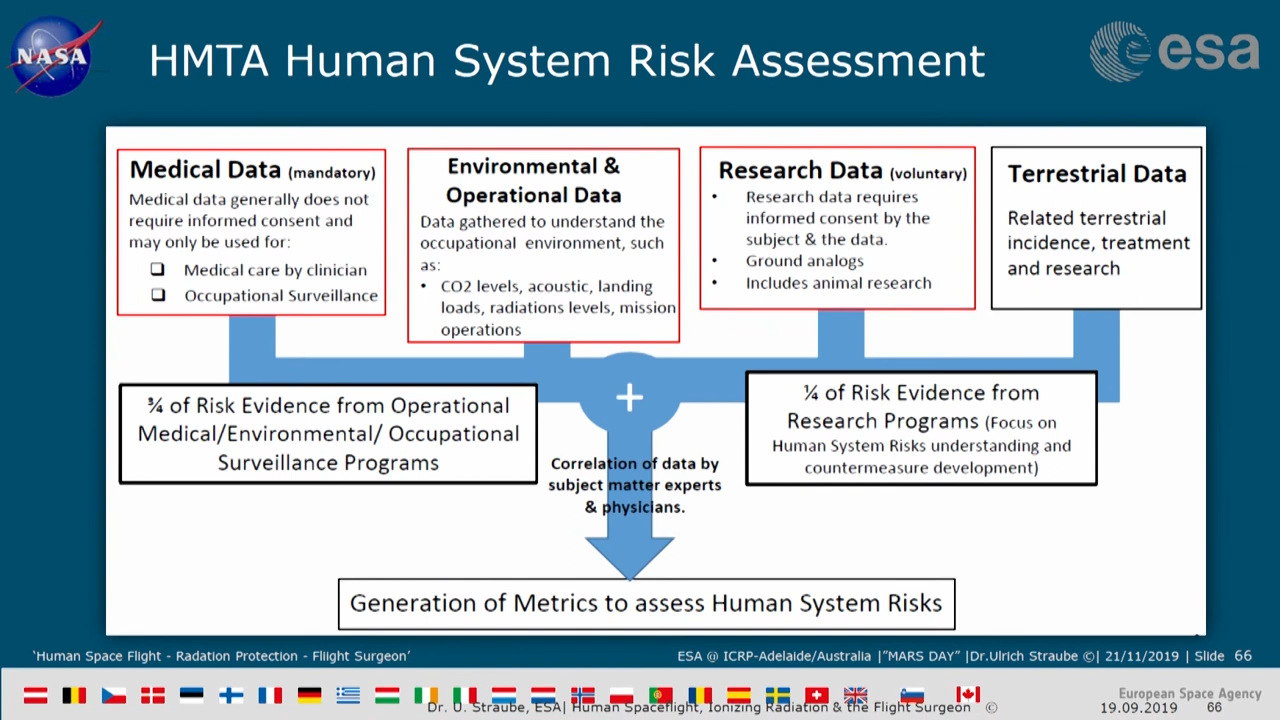 NASA
HMTA Human System Risk Assessment
esa
Medical Data (mandatory)
Medical data generally does not
require informed consent and
may only be used for:
❑ Medical care by clinician
❑ Occupational Surveillance
Environmental &
Operational Data
Data gathered to understand the
occupational environment, such
as:
• CO2 levels, acoustic, landing
loads, radiations levels, mission
operations
Research Data (voluntary)
• Research data requires
informed consent by the
subject & the data.
• Ground analogs
• Includes animal research
Terrestrial Data
Related terrestrial
incidence, treatment
and research
+
¾ of Risk Evidence from Operational
Medical/Environmental/ Occupational
Surveillance Programs
Correlation of data by
subject matter experts
& physicians.
¼ of Risk Evidence from
Research Programs (Focus on
Human System Risks understanding and
countermeasure development)
Generation of Metrics to assess Human System Risks
‘Human Space Flight - Radation Protection - Fliight Surgeon’
ESA @ ICRP-Adelaide/Australia |”MARS DAY” |Dr.Ulrich Straube ©| 21/11/2019 | Slide 66
European Space Agency
Dr. U. Straube, ESA| Human Spaceflight, Ionizing Radiation & the Flight Surgeon ©
19.09.2019 66